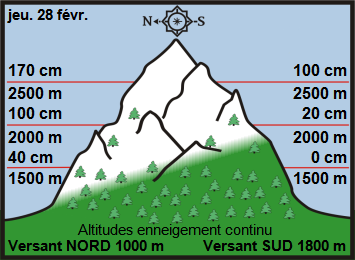 jeu. 28 févr.
N S
170 cm 100 cm
2500 m 2500 m
100 cm 20 cm
2000 m 2000 m
40 cm 0 cm
1500 m 1500 m
Altitudes enneigement continu
Versant NORD 1000 m Versant SUD 1800 m